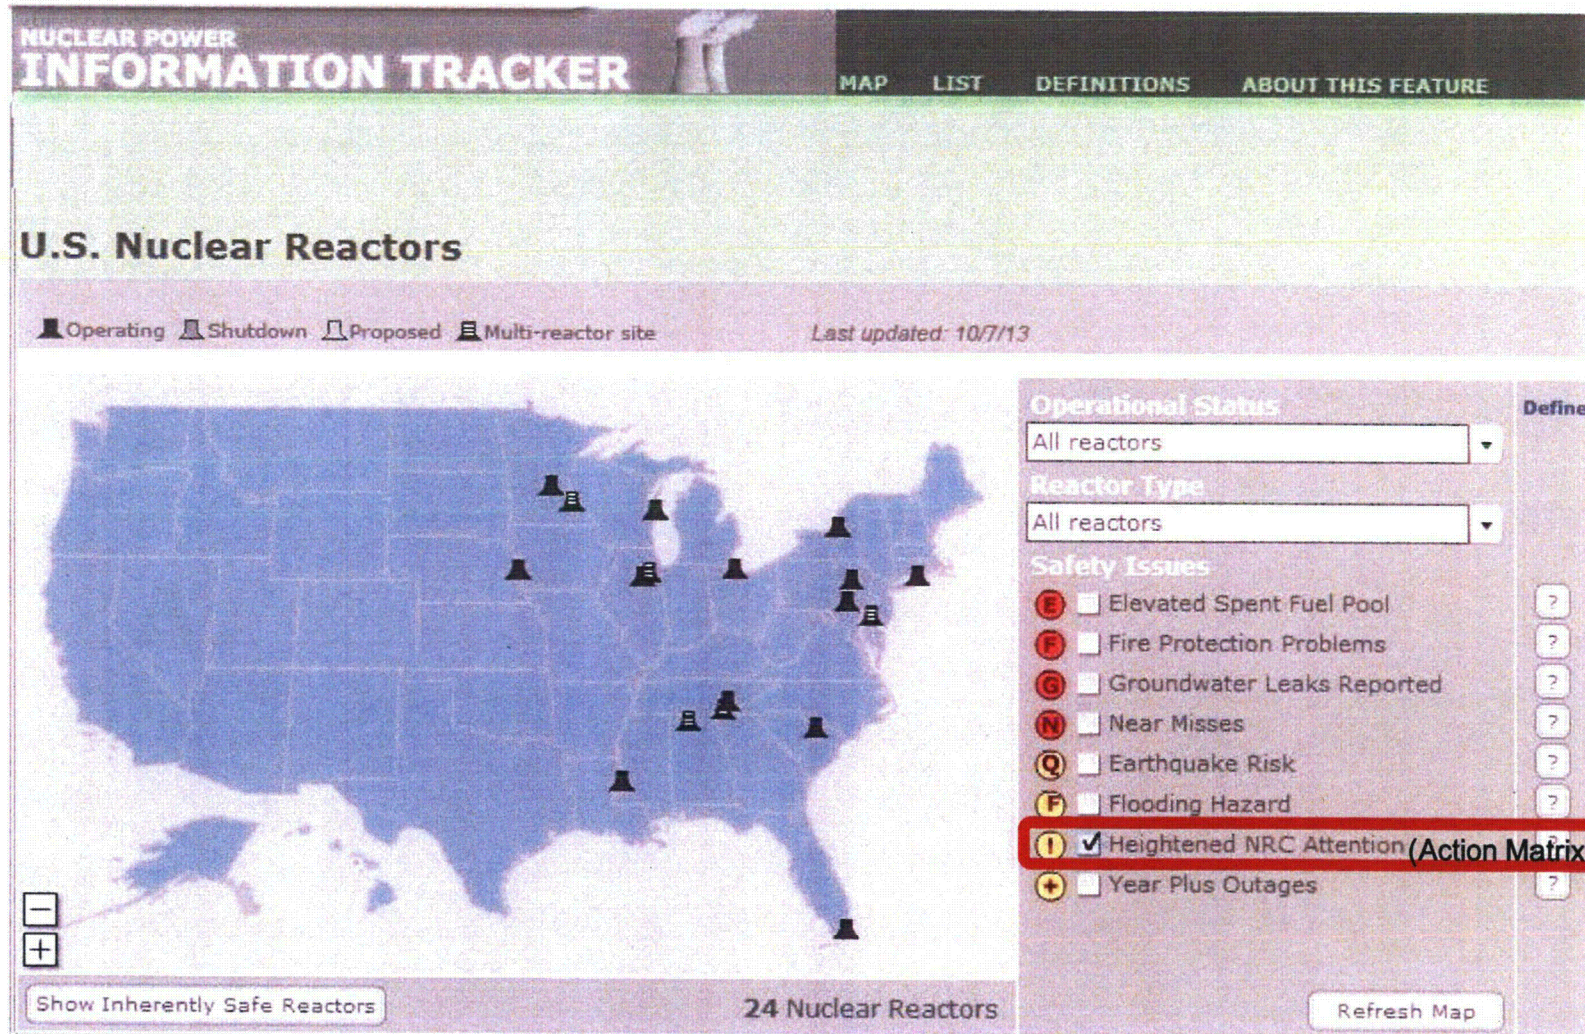 NUCLEAR POWER
INFORMATION TRACKER
MAP LIST DEFINITIONS ABOUT THIS FEATURE
U.S. Nuclear Reactors
Operating Shutdown Proposed Multi-reactor site Last updated: 10/7/13
Operational Status
Define
All reactors
Reactor Type
All reactors
Safety Issues
E Elevated Spent Fuel Pool ?
F Fire Protection Problems ?
G Groundwater Leaks Reported ?
N Near Misses ?
Q Earthquake Risk ?
F Flooding Hazard ?
! Heightened NRC Attention (Action Matrix
+ Year Plus Outages ?
−
+
Show Inherently Safe Reactors 24 Nuclear Reactors Refresh Map